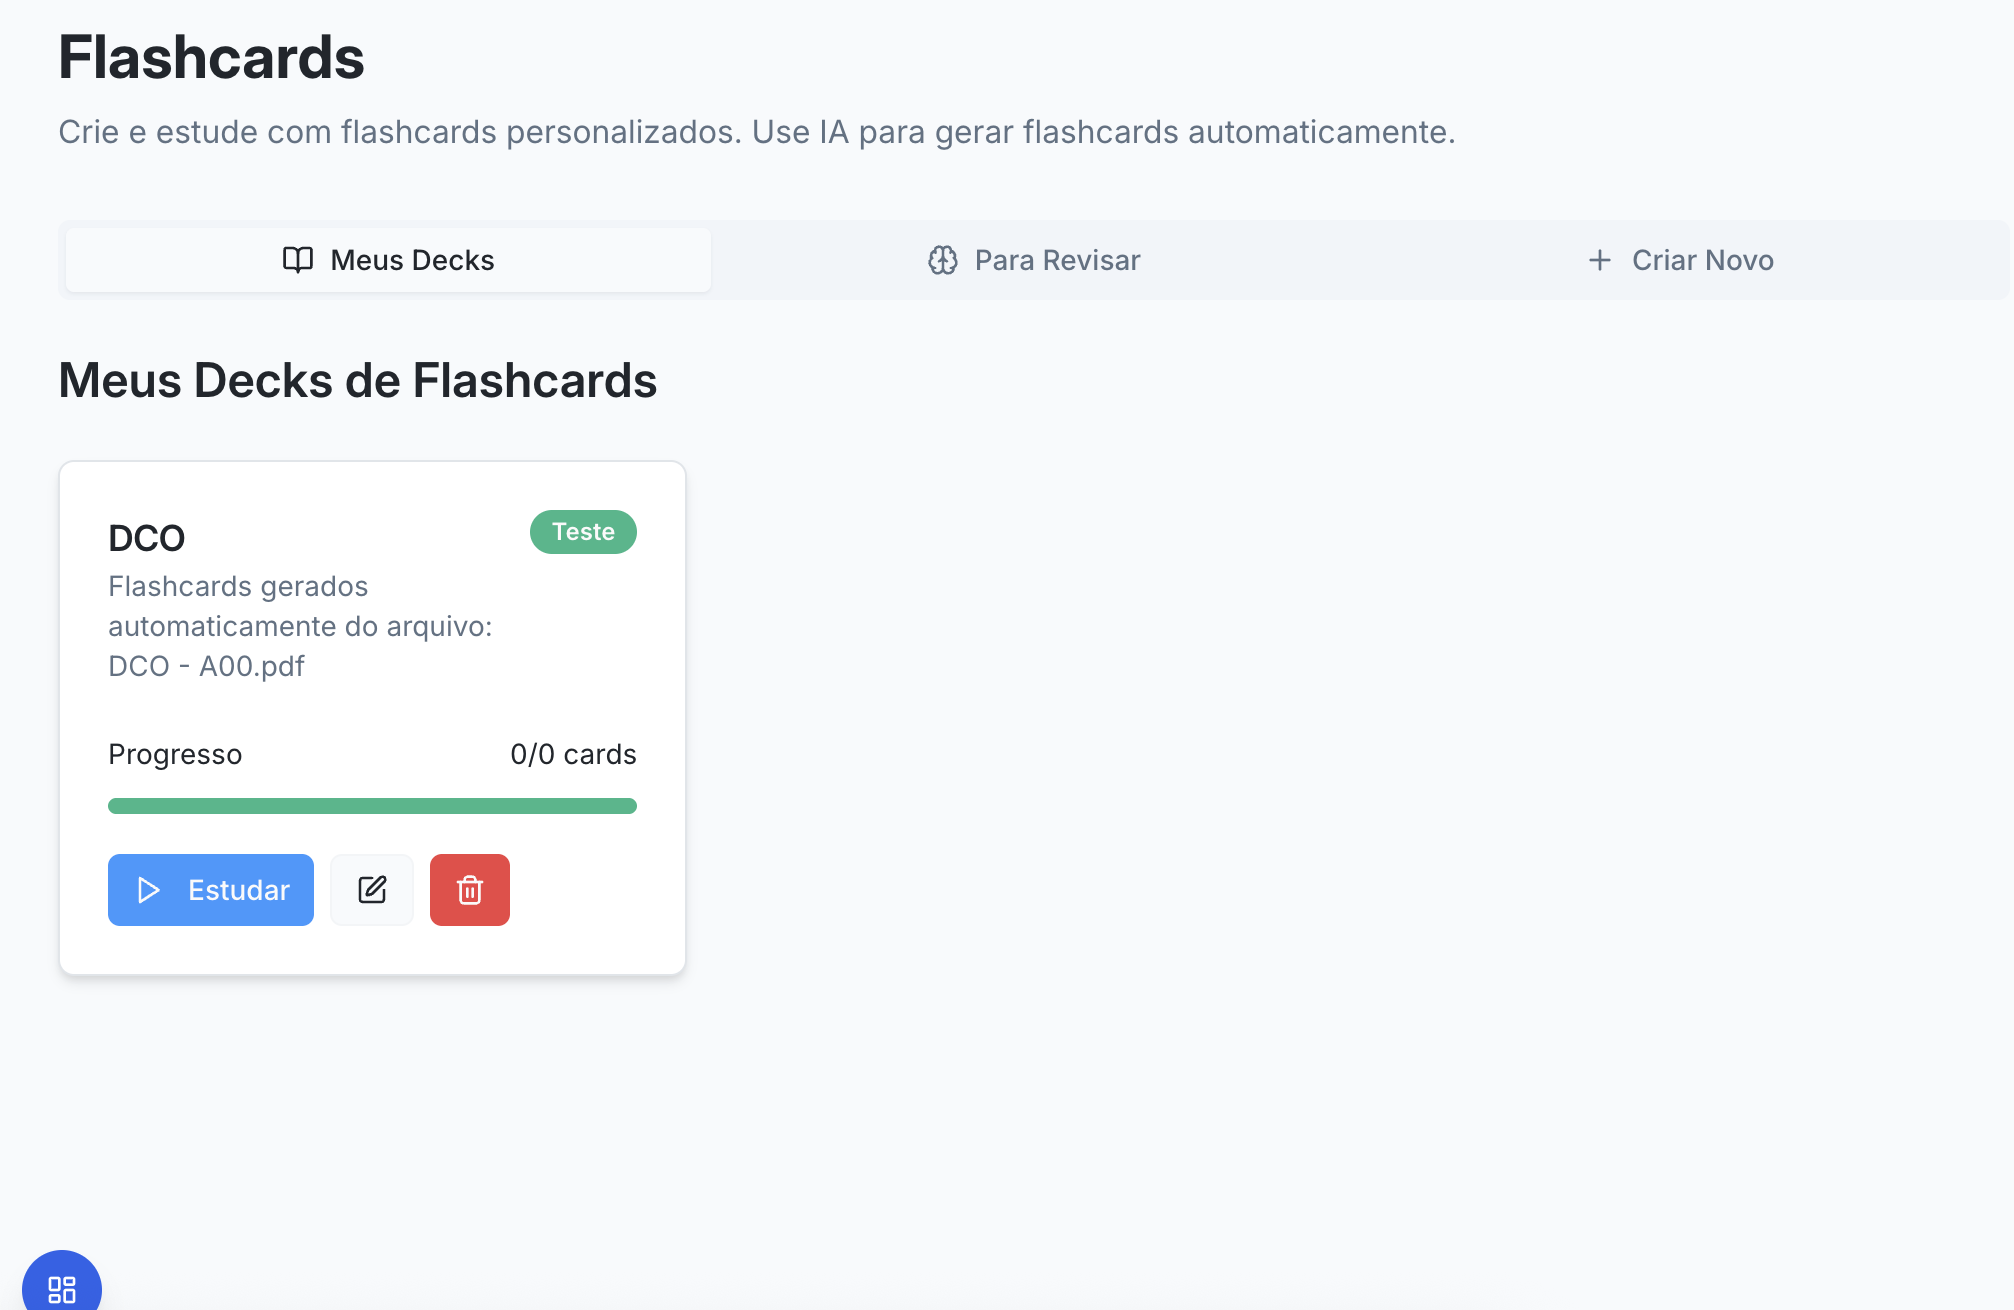 Flashcards
Crie e estude com flashcards personalizados. Use IA para gerar flashcards automaticamente.
Meus Decks
Para Revisar
Criar Novo
Meus Decks de Flashcards
DCO
Teste
Flashcards gerados
automaticamente do arquivo:
DCO - A00.pdf
Progresso
0/0 cards
Estudar